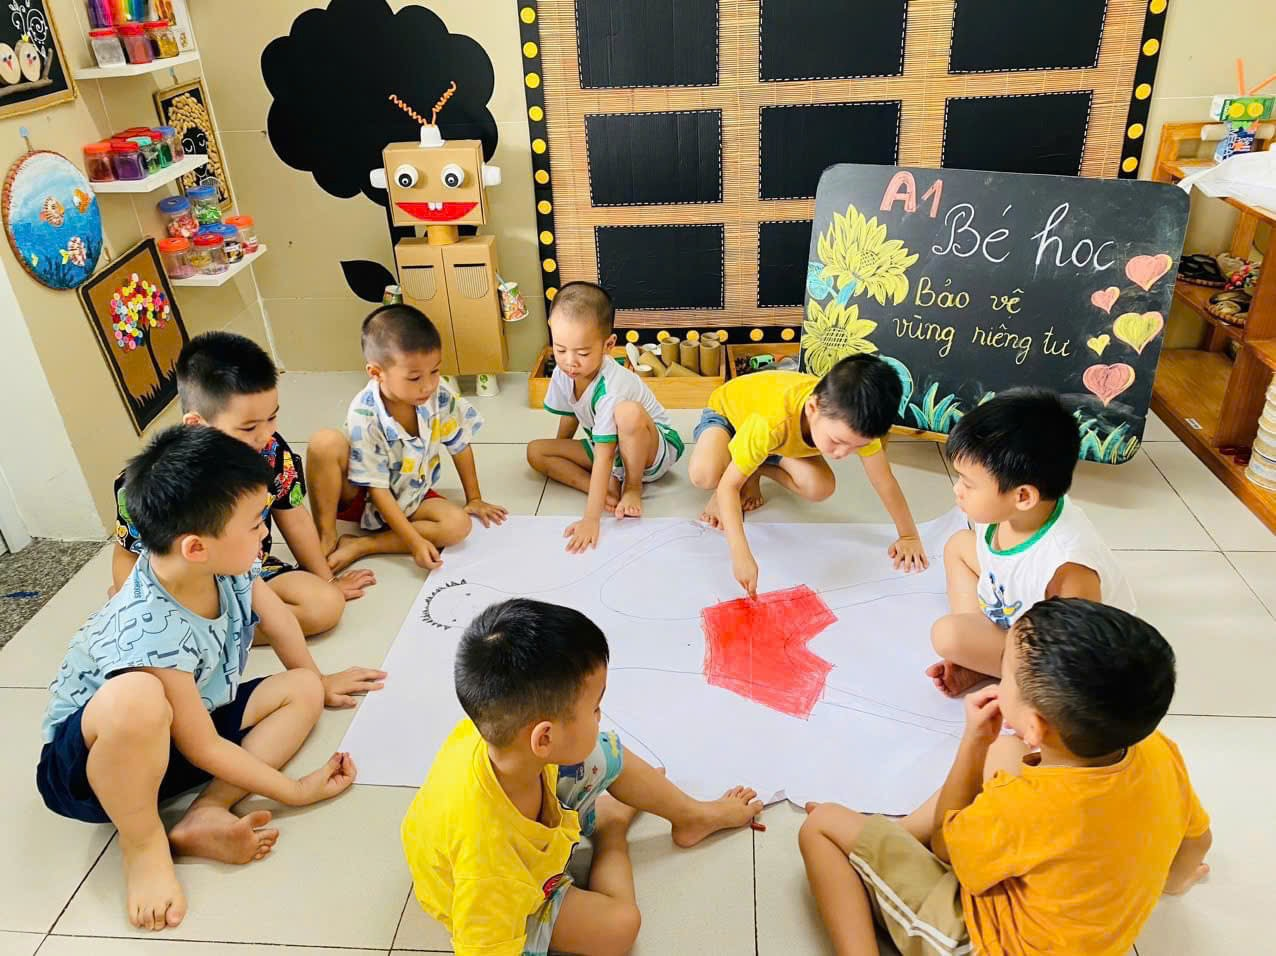 A1
Bé học
Bảo vệ
vùng riêng tư